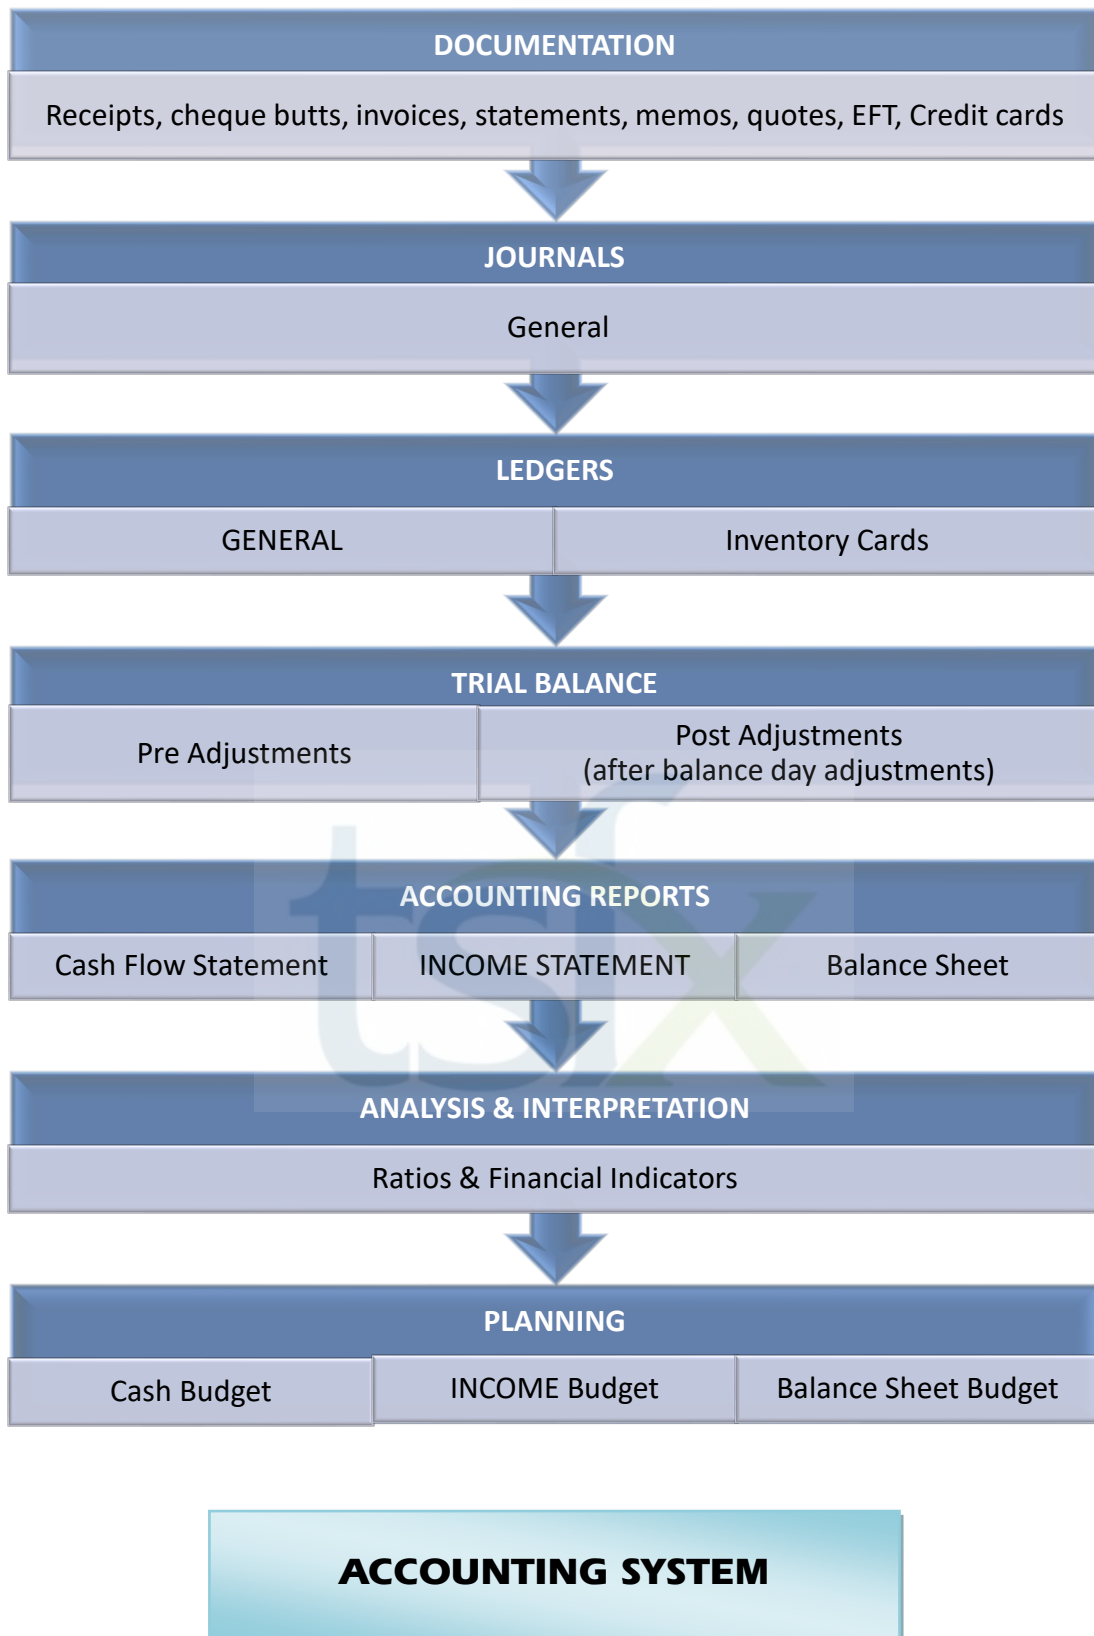 DOCUMENTATION
Receipts, cheque butts, invoices, statements, memos, quotes, EFT, Credit cards
JOURNALS
General
LEDGERS
GENERAL
Inventory Cards
TRIAL BALANCE
Pre Adjustments
Post Adjustments
(after balance day adjustments)
ACCOUNTING REPORTS
Cash Flow Statement
INCOME STATEMENT
Balance Sheet
tsfx
ANALYSIS & INTERPRETATION
Ratios & Financial Indicators
PLANNING
Cash Budget
INCOME Budget
Balance Sheet Budget
ACCOUNTING SYSTEM